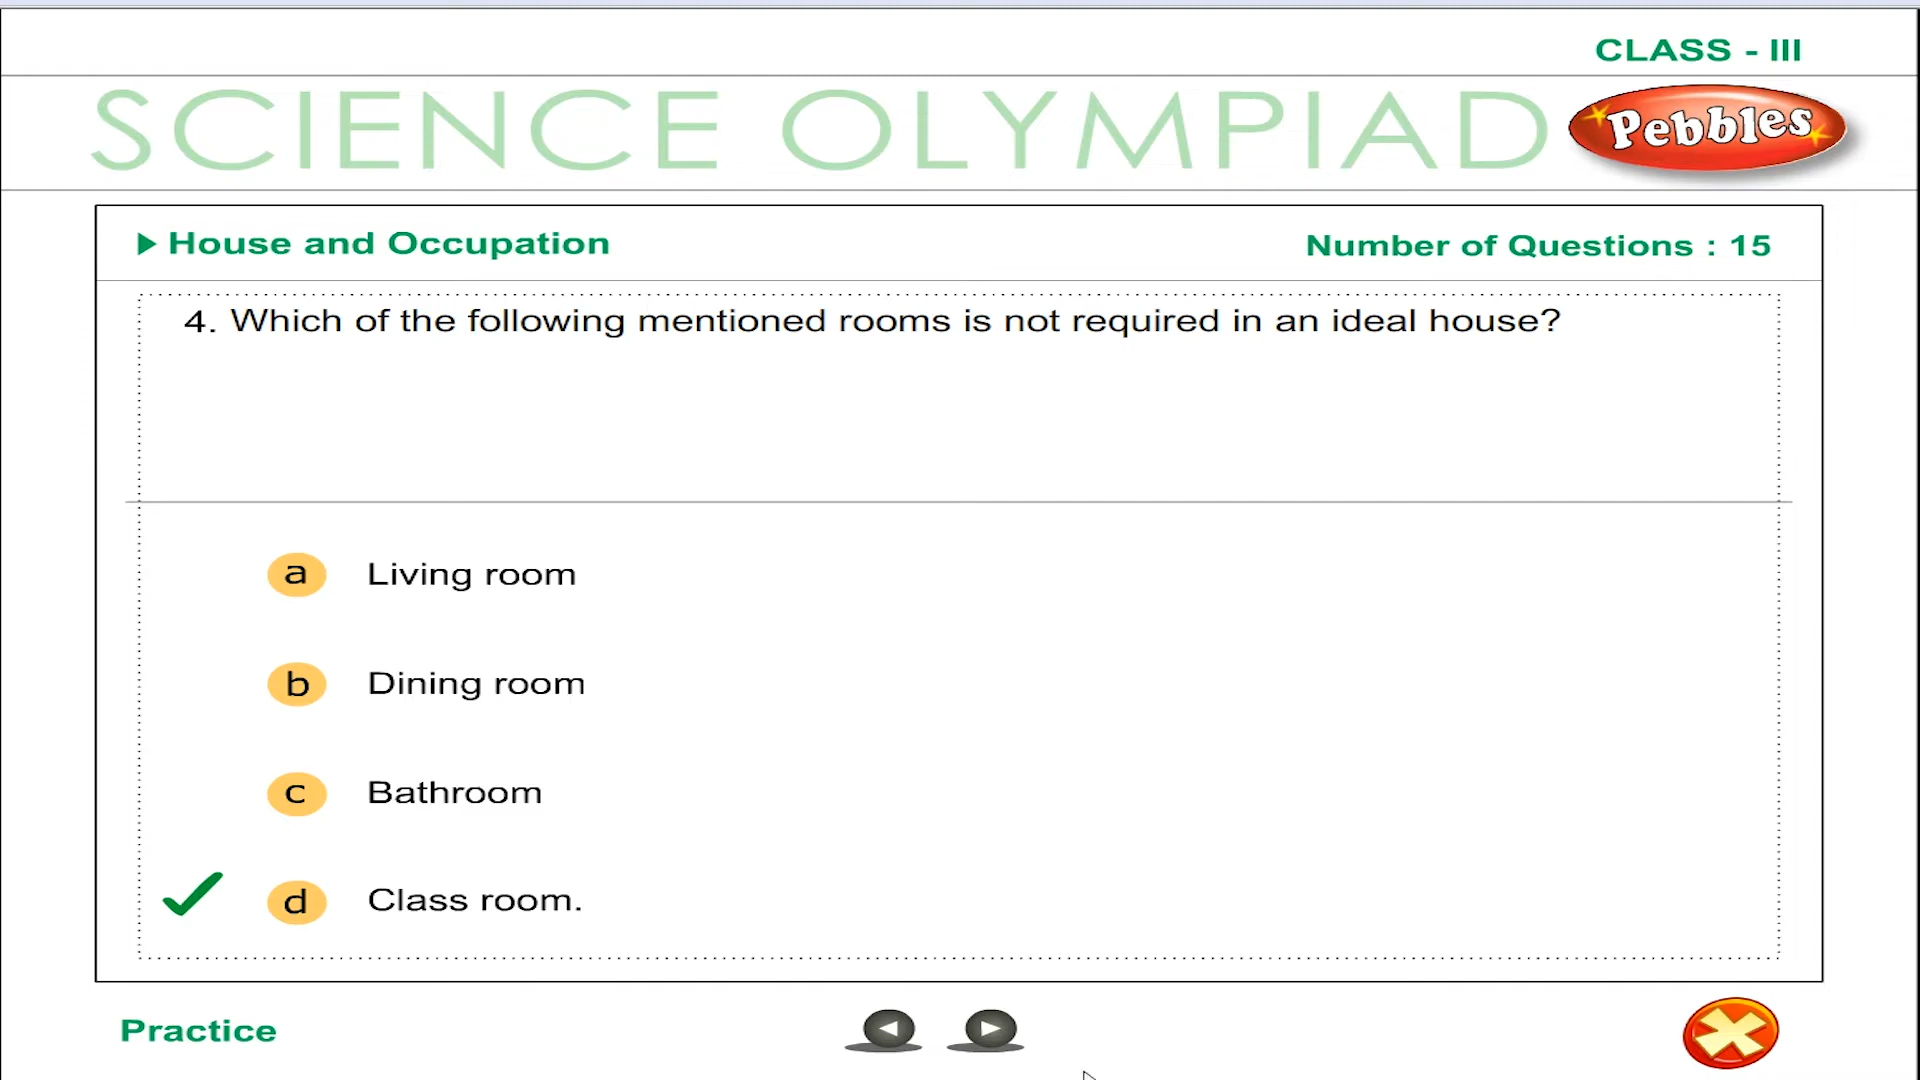 CLASS - III
SCIENCE OLYMPIAD
Pebbles
House and Occupation
Number of Questions : 15
4. Which of the following mentioned rooms is not required in an ideal house?
a Living room
b Dining room
c Bathroom
d Class room.
Practice